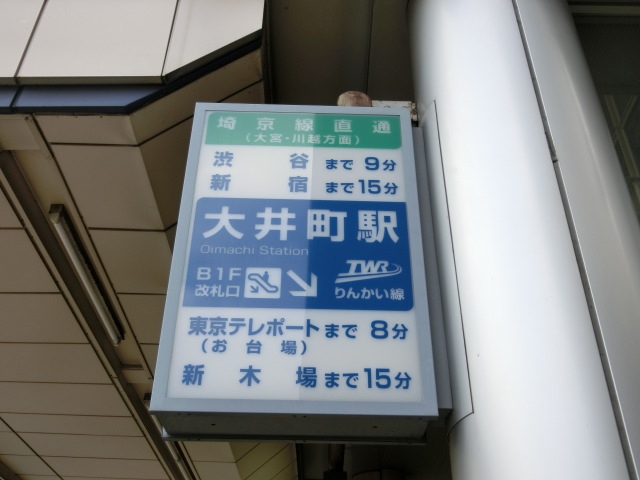 埼京線直通
(大宮・川越方面)
渋谷まで9分
新宿まで15分
大井町駅
Oimachi Station
B1F
改札口
TWR
りんかい線
東京テレポートまで8分
(お台場)
新木場まで15分